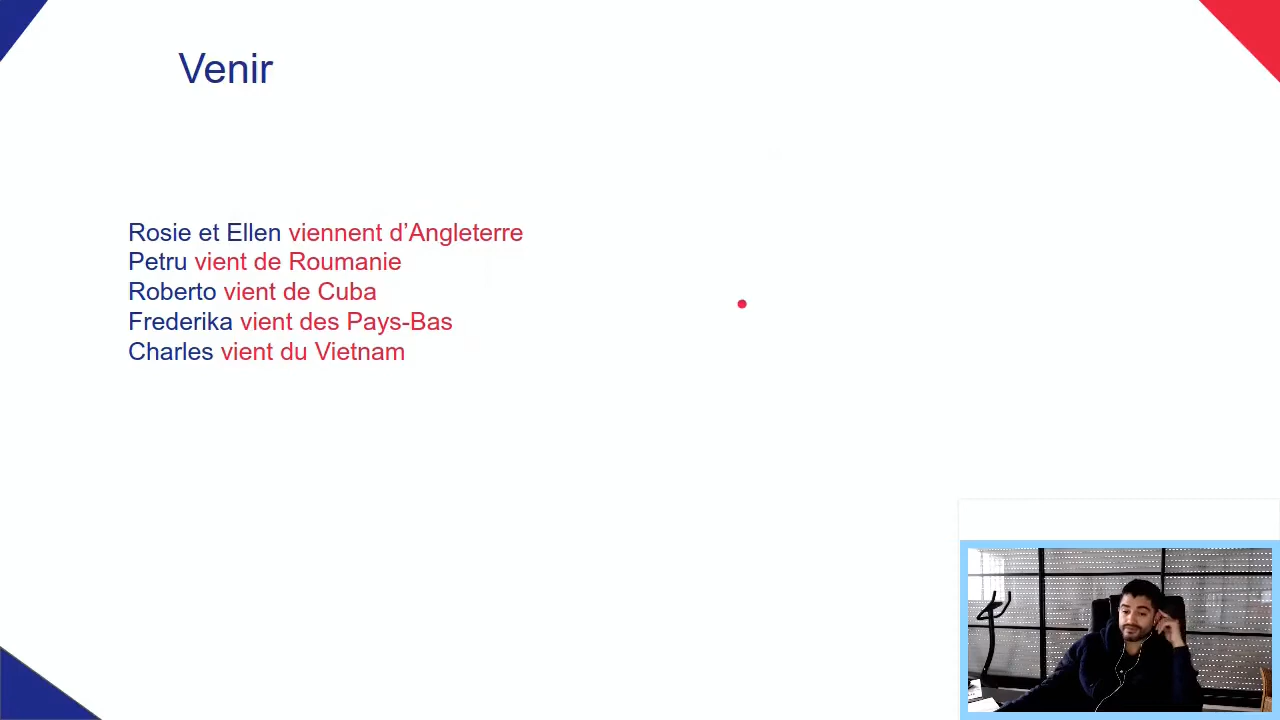 Venir
Rosie et Ellen viennent d’Angleterre
Petru vient de Roumanie
Roberto vient de Cuba
Frederika vient des Pays-Bas
Charles vient du Vietnam